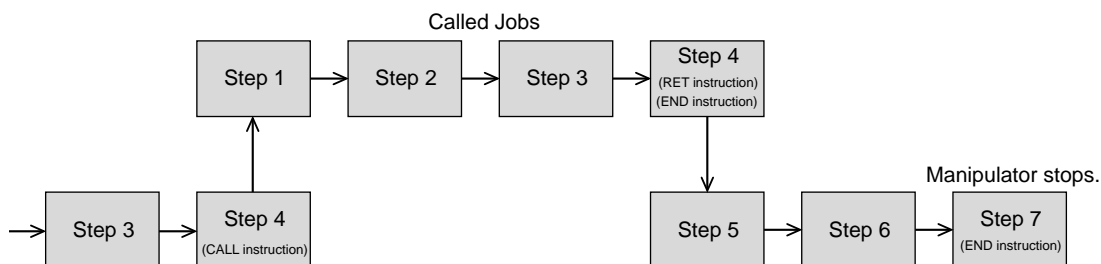 Called Jobs
Step 1
Step 2
Step 3
Step 4
(RET instruction)
(END instruction)
Manipulator stops.
Step 3
Step 4
(CALL instruction)
Step 5
Step 6
Step 7
(END instruction)